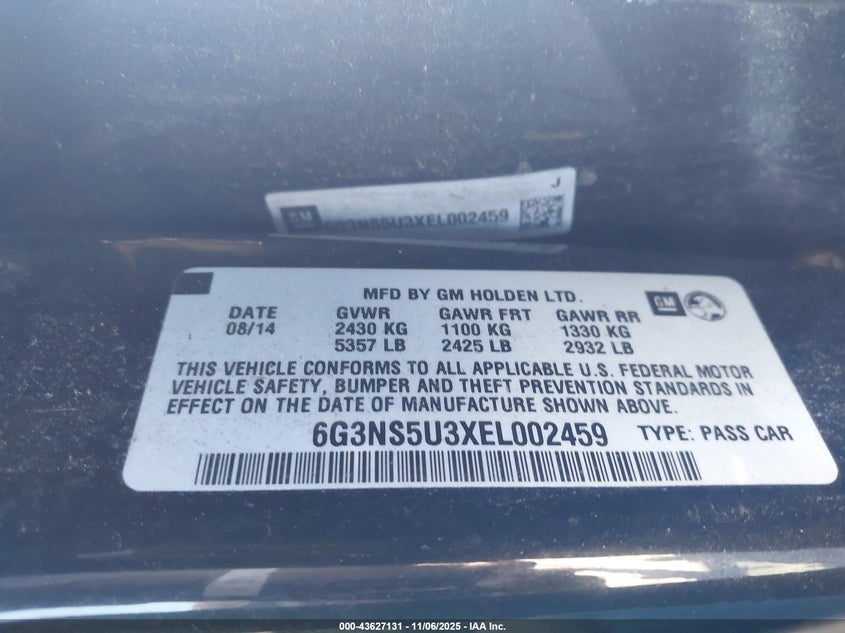 J
GM
6G3NS5U3XEL002459
MFD BY GM HOLDEN LTD.
GM
DATE GVWR GAWR FRT GAWR RR
08/14 2430 KG 1100 KG 1330 KG
5357 LB 2425 LB 2932 LB
THIS VEHICLE CONFORMS TO ALL APPLICABLE U.S. FEDERAL MOTOR
VEHICLE SAFETY, BUMPER AND THEFT PREVENTION STANDARDS IN
EFFECT ON THE DATE OF MANUFACTURE SHOWN ABOVE.
6G3NS5U3XEL002459 TYPE: PASS CAR
000-43627131 - 11/06/2025 - IAA Inc.